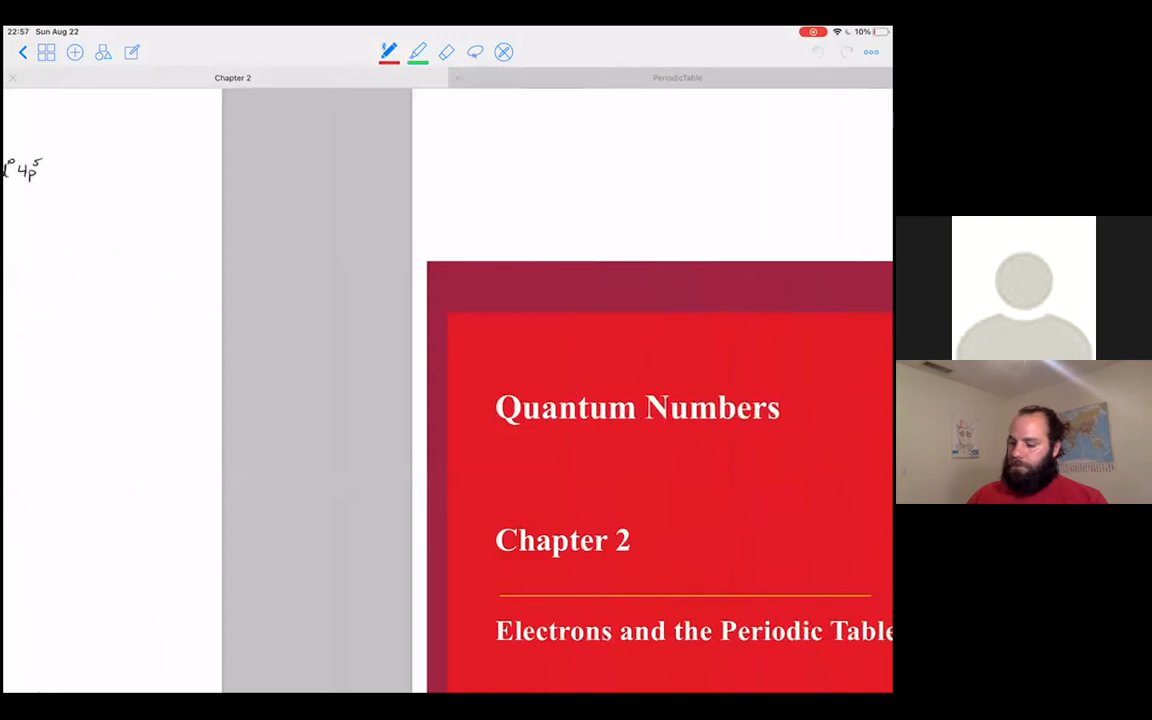 22:57 Sun Aug 22
10%
Chapter 2
PeriodicTable
4p⁵
Quantum Numbers
Chapter 2
Electrons and the Periodic Table